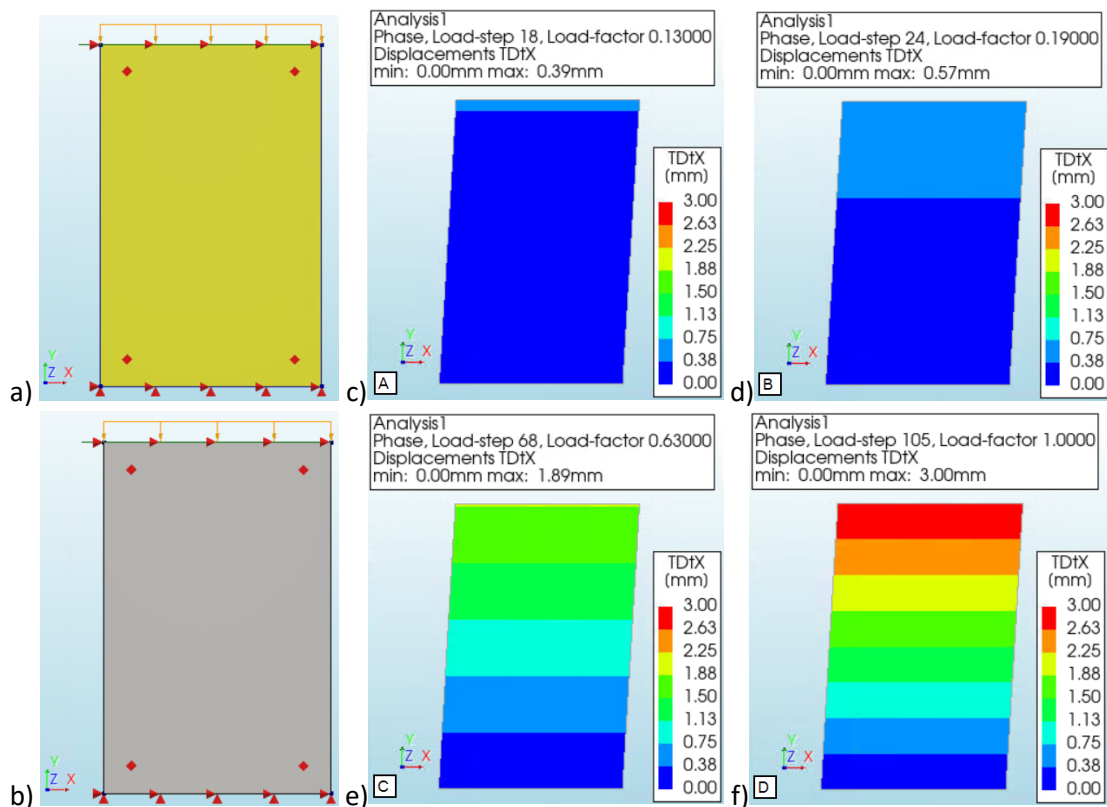 Y
Z X
a)
Analysis1
Phase, Load-step 18, Load-factor 0.13000
Displacements TDtX
min: 0.00mm max: 0.39mm
TDtX
(mm)
3.00
2.63
2.25
1.88
1.50
1.13
0.75
0.38
0.00
Y
Z X
c) A
Analysis1
Phase, Load-step 24, Load-factor 0.19000
Displacements TDtX
min: 0.00mm max: 0.57mm
TDtX
(mm)
3.00
2.63
2.25
1.88
1.50
1.13
0.75
0.38
0.00
Y
Z X
d) B
Y
Z X
b)
Analysis1
Phase, Load-step 68, Load-factor 0.63000
Displacements TDtX
min: 0.00mm max: 1.89mm
TDtX
(mm)
3.00
2.63
2.25
1.88
1.50
1.13
0.75
0.38
0.00
Y
Z X
e) C
Analysis1
Phase, Load-step 105, Load-factor 1.0000
Displacements TDtX
min: 0.00mm max: 3.00mm
TDtX
(mm)
3.00
2.63
2.25
1.88
1.50
1.13
0.75
0.38
0.00
Y
Z X
f) D